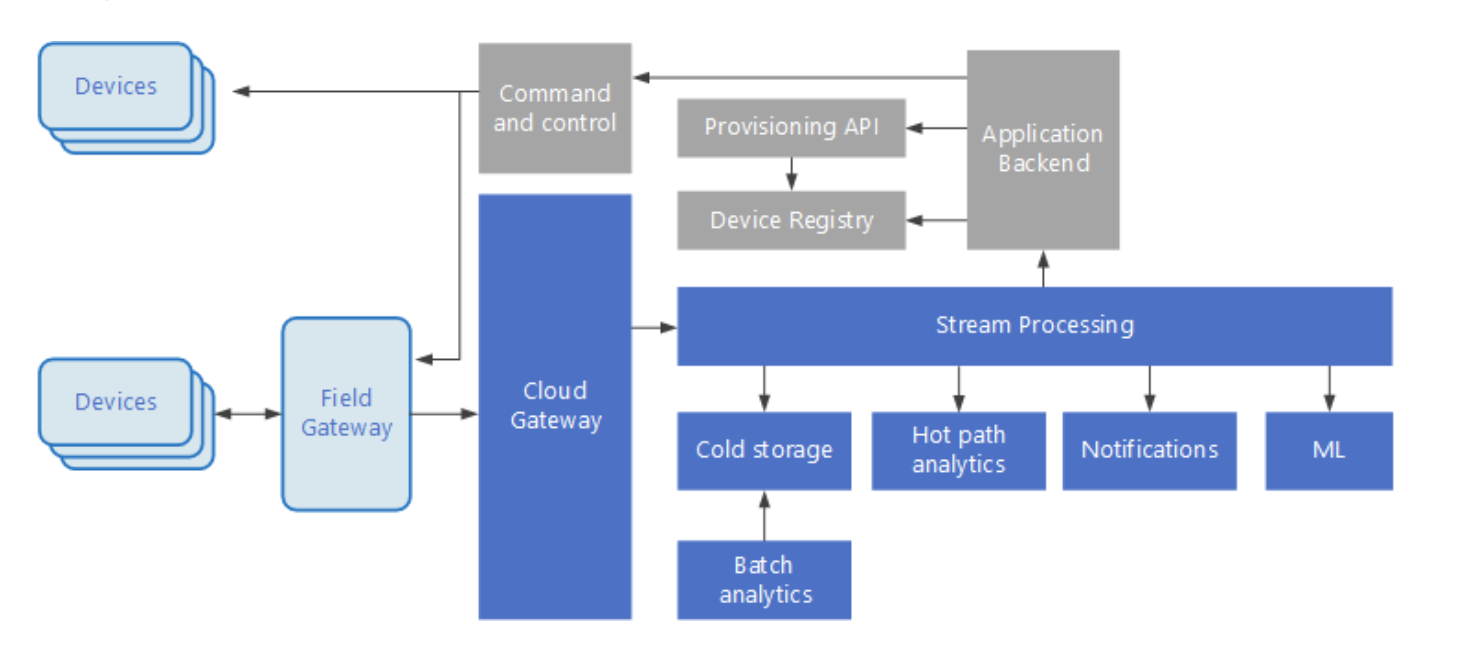 Devices
Command
and control
Provisioning API
Application
Backend
Device Registry
Stream Processing
Devices
Field
Gateway
Cloud
Gateway
Cold storage
Hot path
analytics
Notifications
ML
Batch
analytics